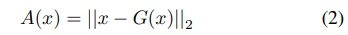 A(x) = ||x − G(x)||₂ (2)